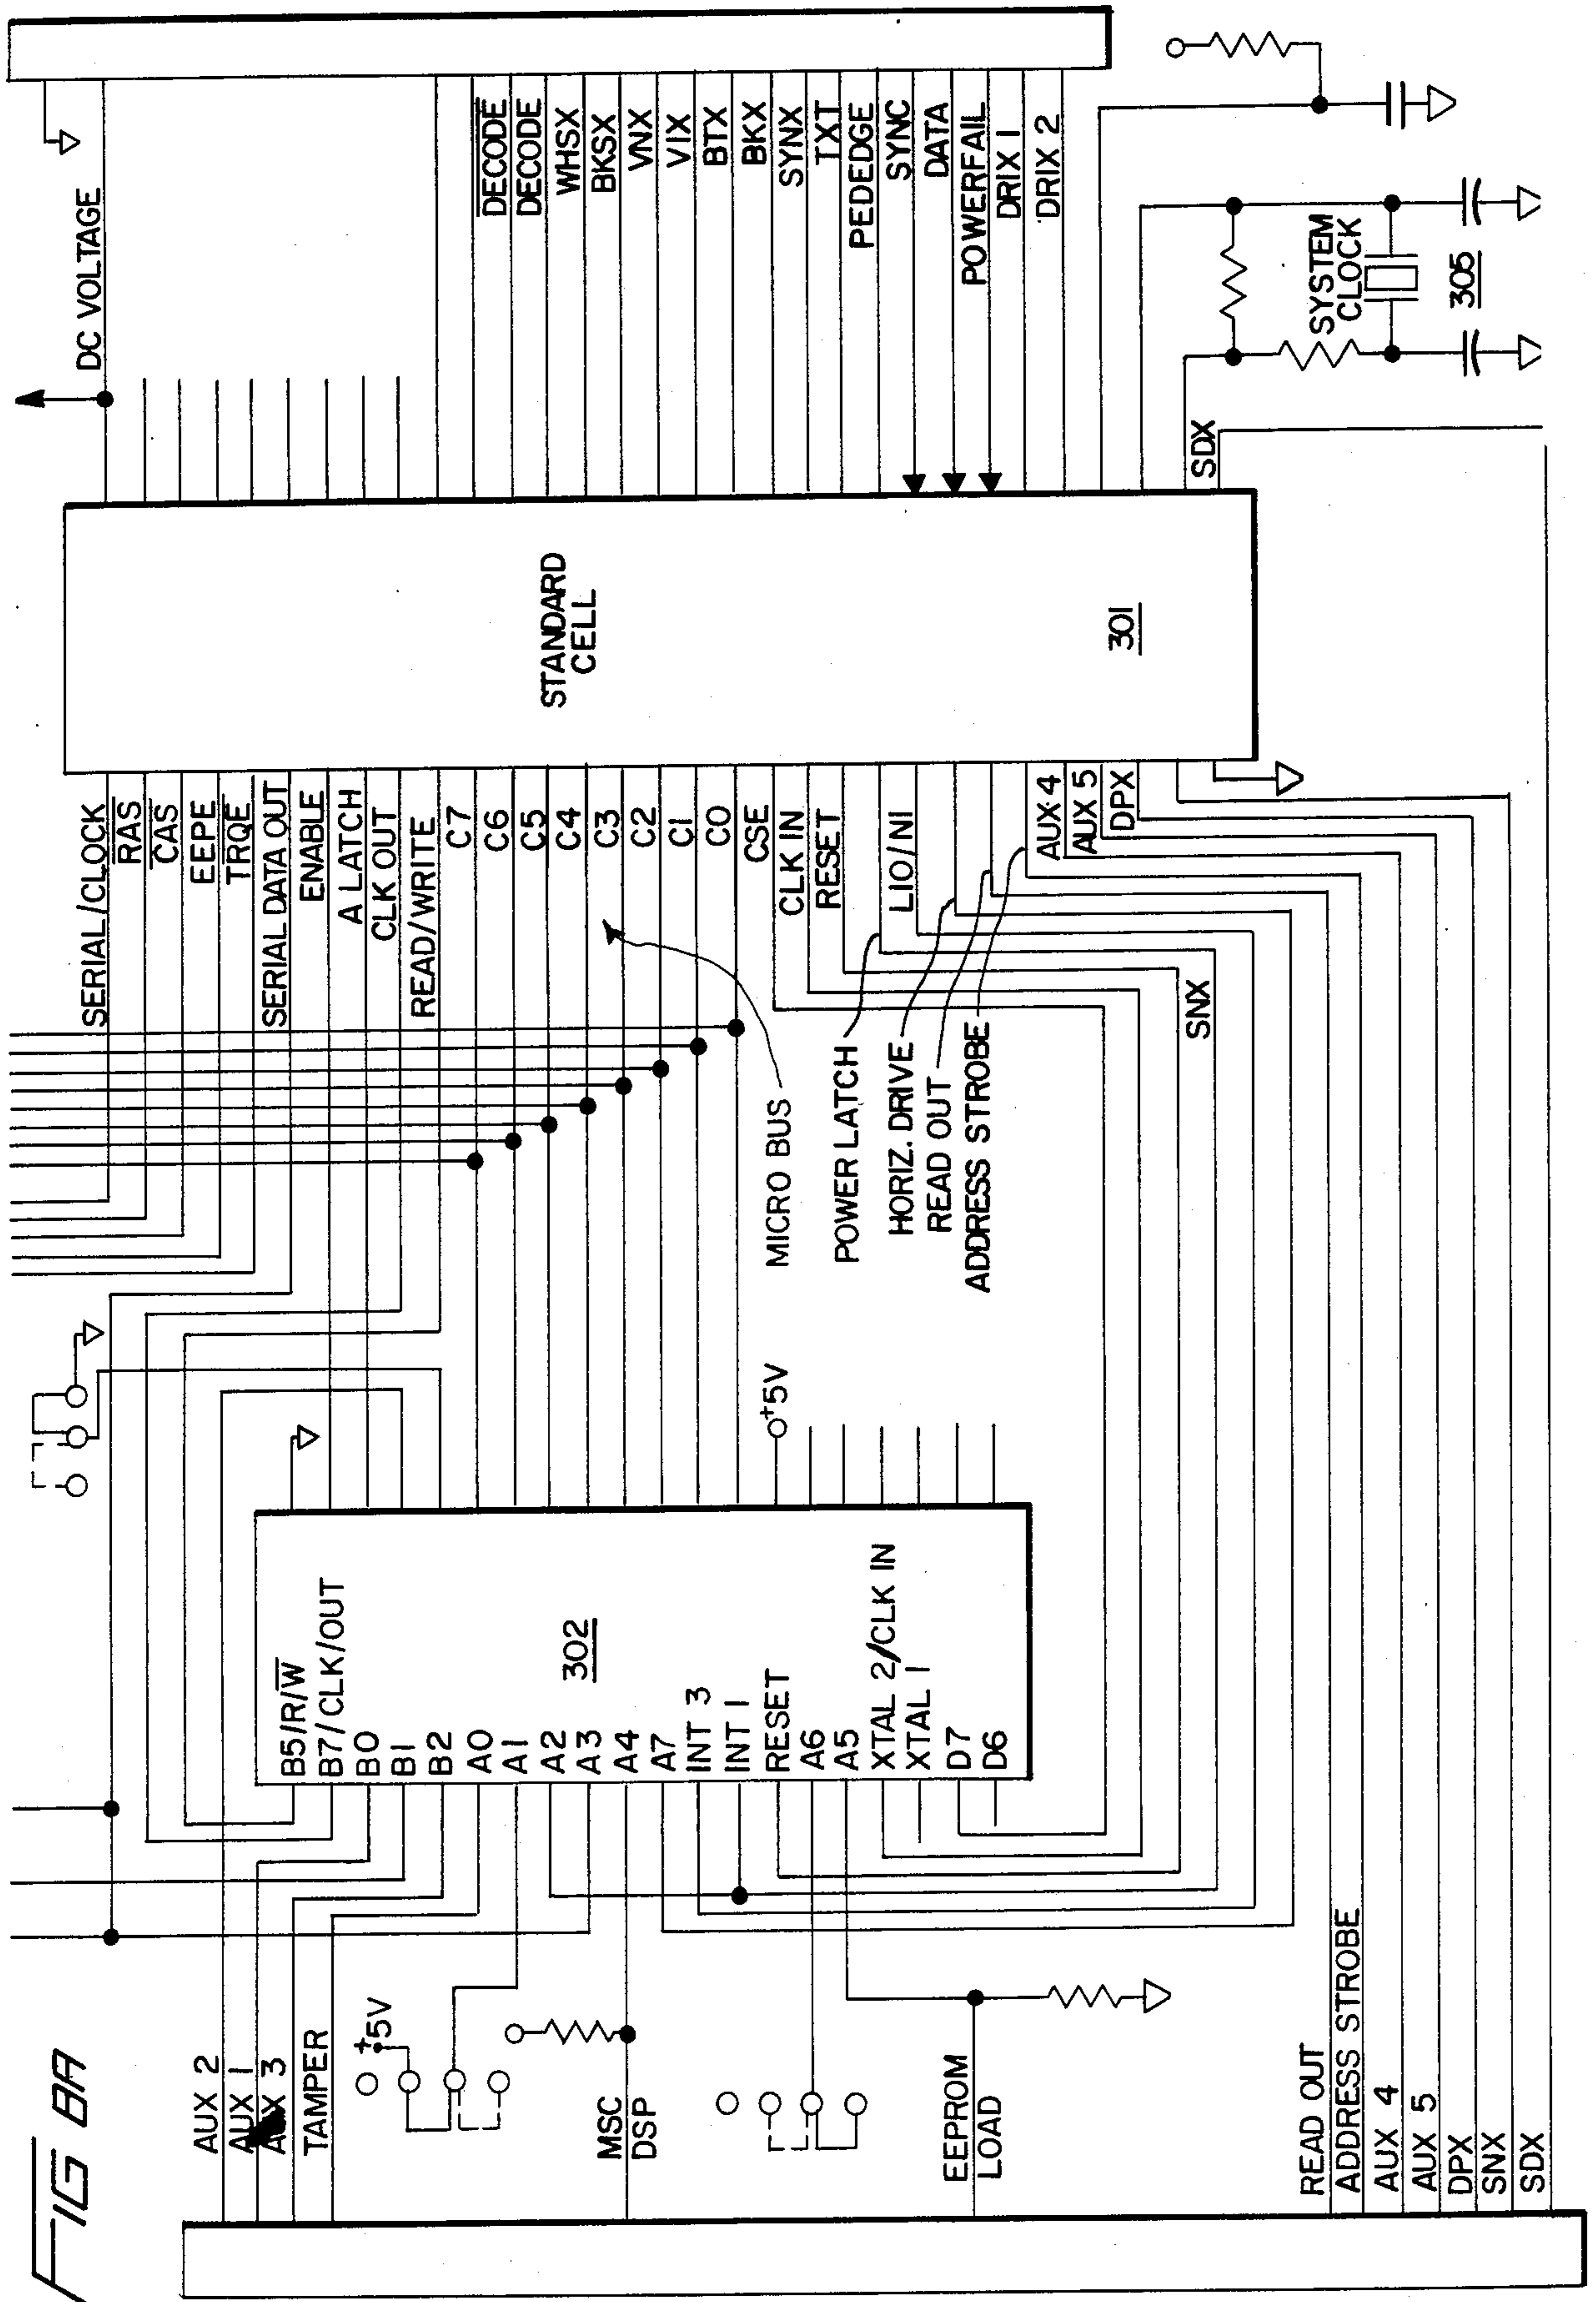 FIG 8A
AUX 2
AUX 1
AUX 3
TAMPER
+5V
MSC
DSP
EEPROM
LOAD
READ OUT
ADDRESS STROBE
AUX 4
AUX 5
DPX
SNX
SDX
B5/R/W̅
B7/CLK/OUT
B0
B1
B2
A0
A1
A2
A3
A4
A7
INT 3
INT 1
RESET
A6
A5
XTAL 2/CLK IN
XTAL 1
D7
D6
302
+5V
MICRO BUS
POWER LATCH
HORIZ. DRIVE
READ OUT
ADDRESS STROBE
SNX
SERIAL/CLOCK
R̅A̅S̅
C̅A̅S̅
EEPE
T̅R̅Q̅E̅
SERIAL DATA OUT
ENABLE
A LATCH
CLK OUT
READ/WRITE
C7
C6
C5
C4
C3
C2
C1
C0
CSE
CLK IN
RESET
LIO/NI
AUX 4
AUX 5
DPX
STANDARD
CELL
301
DC VOLTAGE
D̅E̅C̅O̅D̅E̅
DECODE
WHSX
BKSX
VNX
VIX
BTX
BKX
SYNX
TXT
PEDEDGE
SYNC
DATA
POWERFAIL
DRIX 1
DRIX 2
SDX
SYSTEM
CLOCK
305